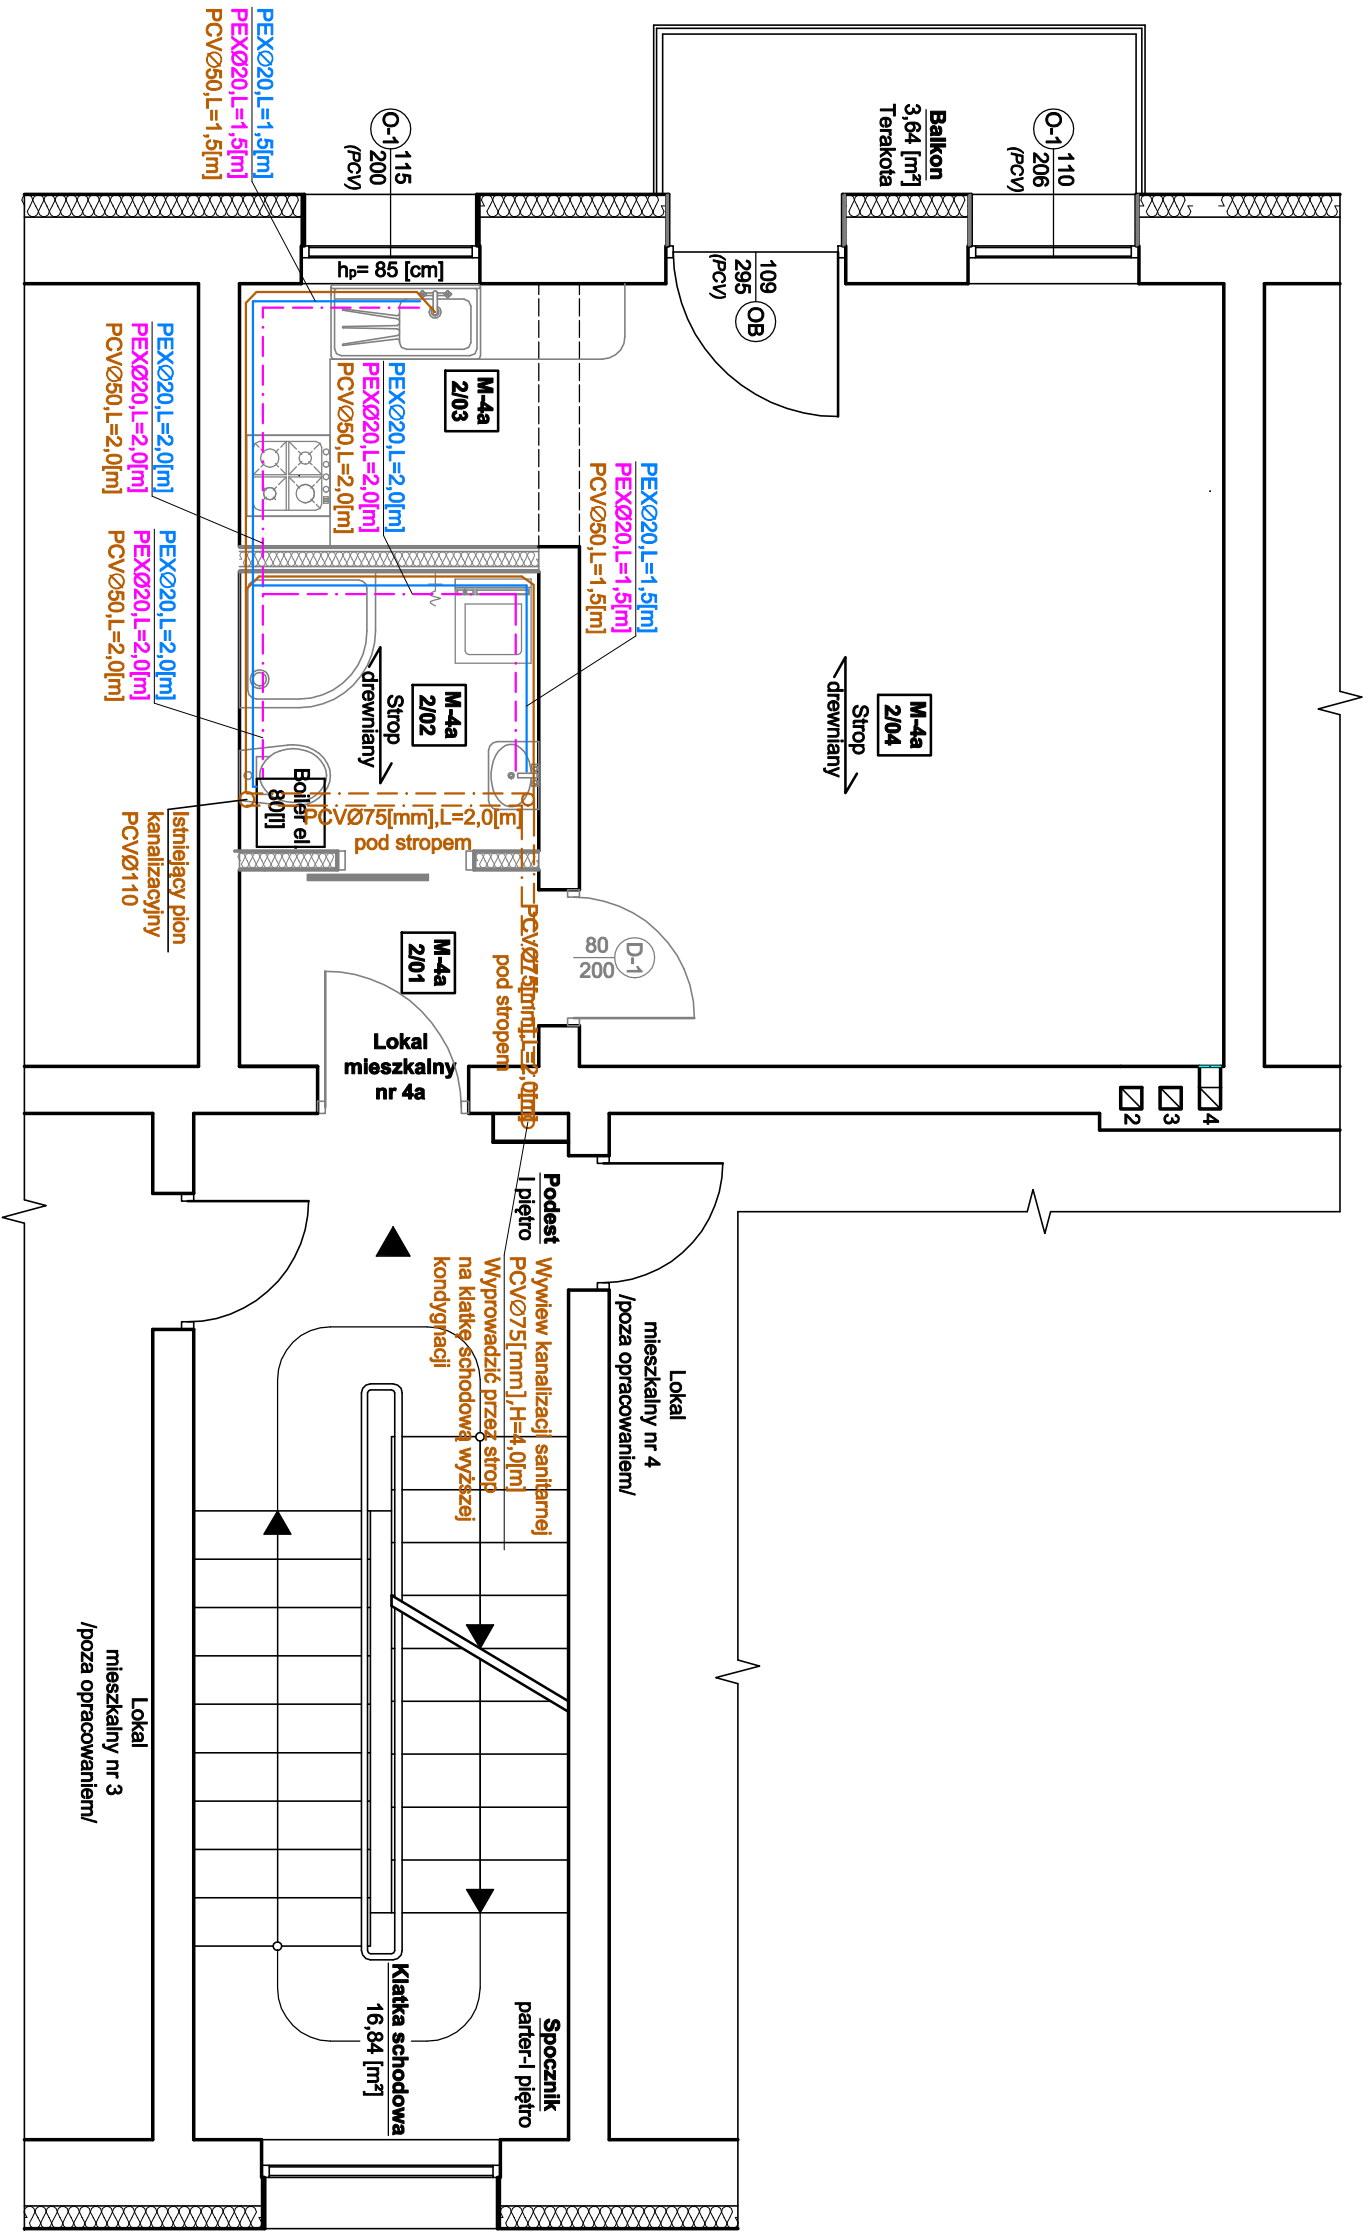 PEXØ20,L=1,5[m]
PEXØ20,L=1,5[m]
PCVØ50,L=1,5[m]
O-1
115
200
(PCV)
hp= 85 [cm]
Balkon
3,64 [m²]
Terakota
O-1
110
206
(PCV)
109
295
(PCV)
OB
PEXØ20,L=2,0[m]
PEXØ20,L=2,0[m]
PCVØ50,L=2,0[m]
PEXØ20,L=2,0[m]
PEXØ20,L=2,0[m]
PCVØ50,L=2,0[m]
M-4a
2/03
PEXØ20,L=1,5[m]
PEXØ20,L=1,5[m]
PCVØ50,L=1,5[m]
PEXØ20,L=2,0[m]
PEXØ20,L=2,0[m]
PCVØ50,L=2,0[m]
M-4a
2/02
Strop
drewniany
M-4a
2/04
Strop
drewniany
Boiler el.
80[l]
PCVØ75[mm],L=2,0[m]
pod stropem
Istniejący pion
kanalizacyjny
PCVØ110
M-4a
2/01
PCVØ75[mm],L=2,0[m]
pod stropem
D-1
80
200
Lokal
mieszkalny
nr 4a
2
3
4
Podest
I piętro
Wywiew kanalizacji sanitarnej
PCVØ75[mm],H=4,0[m]
Wyprowadzić przez strop
na klatkę schodową wyższej
kondygnacji
Lokal
mieszkalny nr 4
/poza opracowaniem/
Lokal
mieszkalny nr 3
/poza opracowaniem/
Klatka schodowa
16,84 [m²]
Spocznik
parter-I piętro